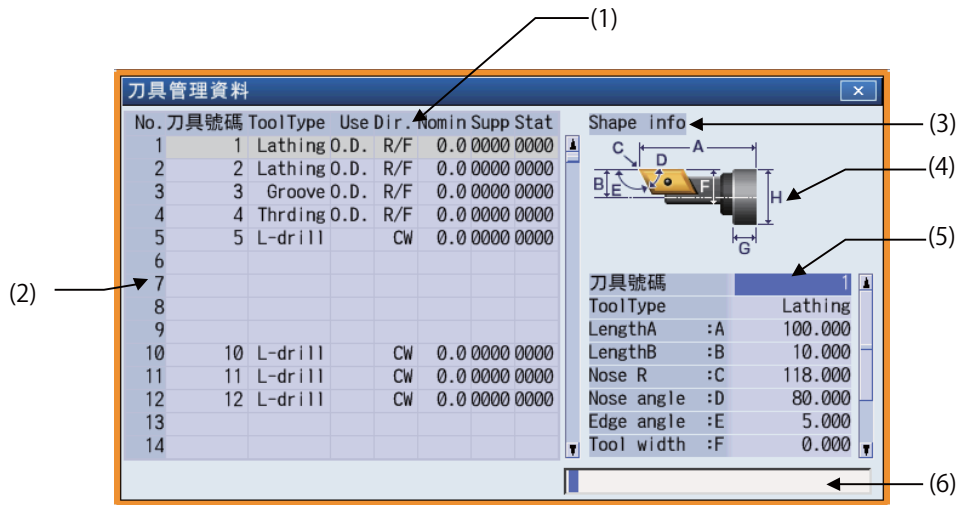 (1)
刀具管理資料
No. 刀具號碼 ToolType Use Dir. Nomin Supp Stat
1 1 Lathing O.D. R/F 0.0 0000 0000
2 2 Lathing O.D. R/F 0.0 0000 0000
3 3 Groove O.D. R/F 0.0 0000 0000
4 4 Thrding O.D. R/F 0.0 0000 0000
5 5 L-drill CW 0.0 0000 0000
6
7
8
9
10 10 L-drill CW 0.0 0000 0000
11 11 L-drill CW 0.0 0000 0000
12 12 L-drill CW 0.0 0000 0000
13
14
(2)
Shape info
(3)
C A
D
B E F H
G
(4)
(5)
刀具號碼 1
ToolType Lathing
LengthA :A 100.000
LengthB :B 10.000
Nose R :C 118.000
Nose angle :D 80.000
Edge angle :E 5.000
Tool width :F 0.000
(6)